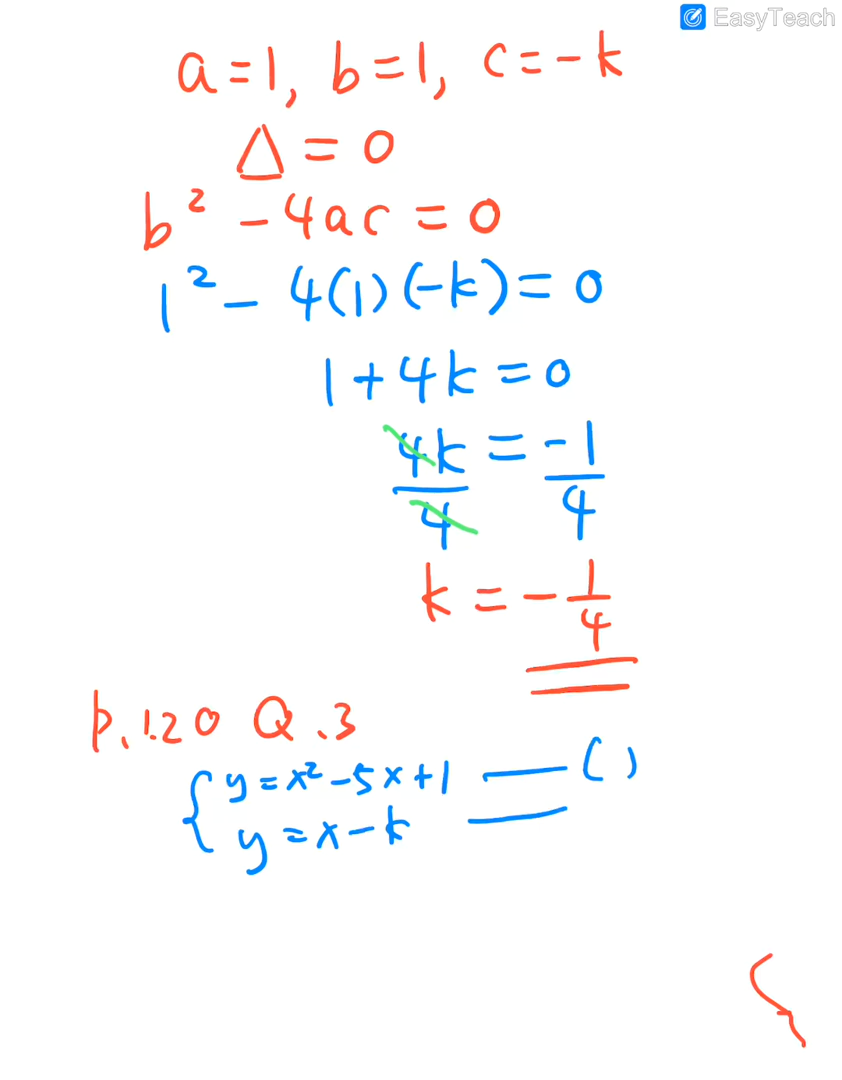 EasyTeach
a=1, b=1, c=-k
Δ=0
b²-4ac=0
1²-4(1)(-k)=0
1+4k=0
4k/4=-1/4
k=-1/4
p.1.20 Q.3
{y=x²-5x+1 —()
y=x-k —